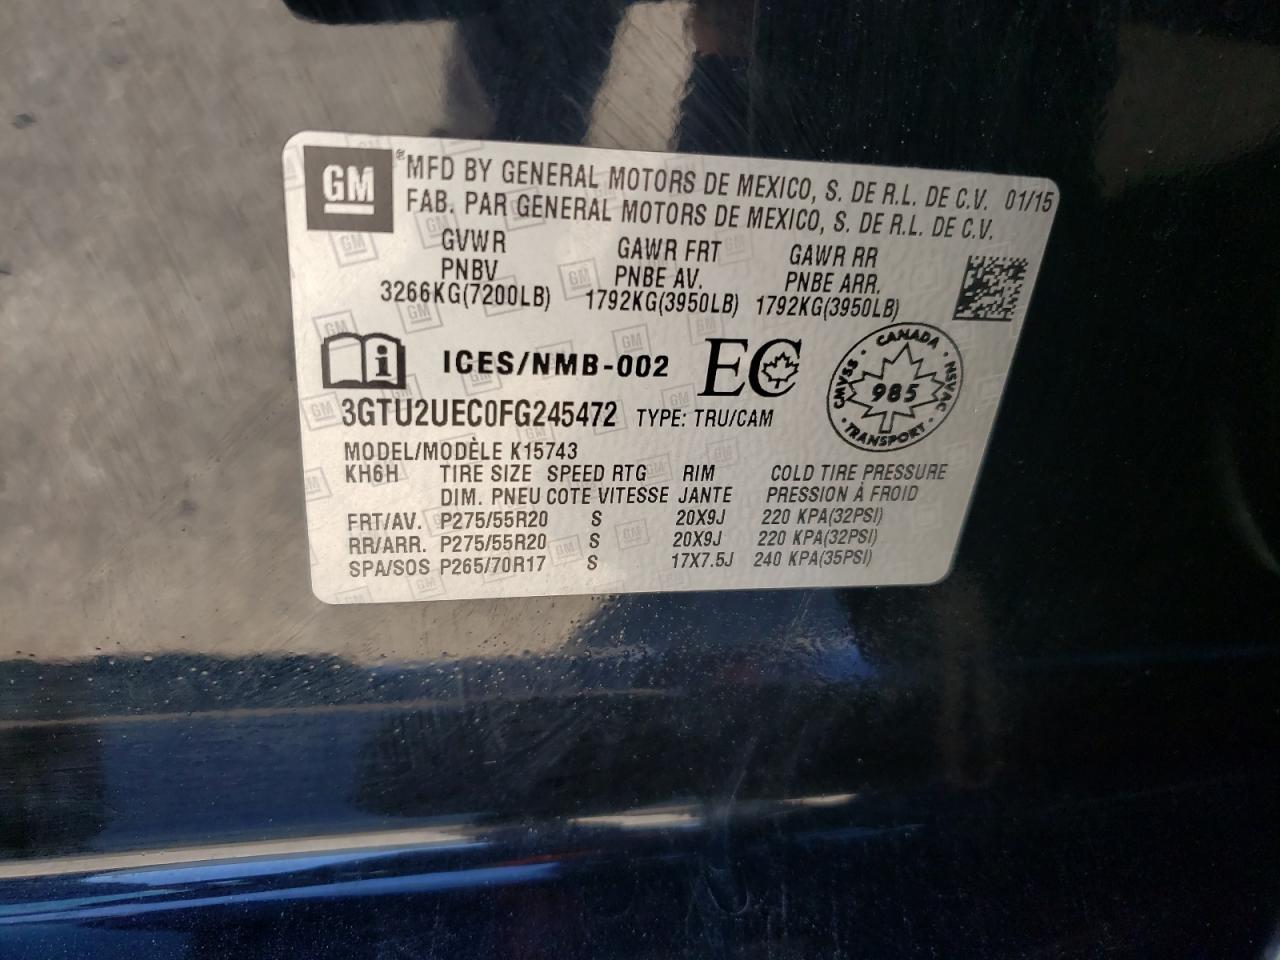 GM ® MFD BY GENERAL MOTORS DE MEXICO, S. DE R.L. DE C.V. 01/15
FAB. PAR GENERAL MOTORS DE MEXICO, S. DE R.L. DE C.V.
GVWR GAWR FRT GAWR RR
PNBV PNBE AV. PNBE ARR.
3266KG(7200LB) 1792KG(3950LB) 1792KG(3950LB)
i ICES/NMB-002 EC
CANADA CMVSS NSVAC 985 TRANSPORT
3GTU2UEC0FG245472 TYPE: TRU/CAM
MODEL/MODÈLE K15743
KH6H TIRE SIZE SPEED RTG RIM COLD TIRE PRESSURE
DIM. PNEU COTE VITESSE JANTE PRESSION À FROID
FRT/AV. P275/55R20 S 20X9J 220 KPA(32PSI)
RR/ARR. P275/55R20 S 20X9J 220 KPA(32PSI)
SPA/SOS P265/70R17 S 17X7.5J 240 KPA(35PSI)